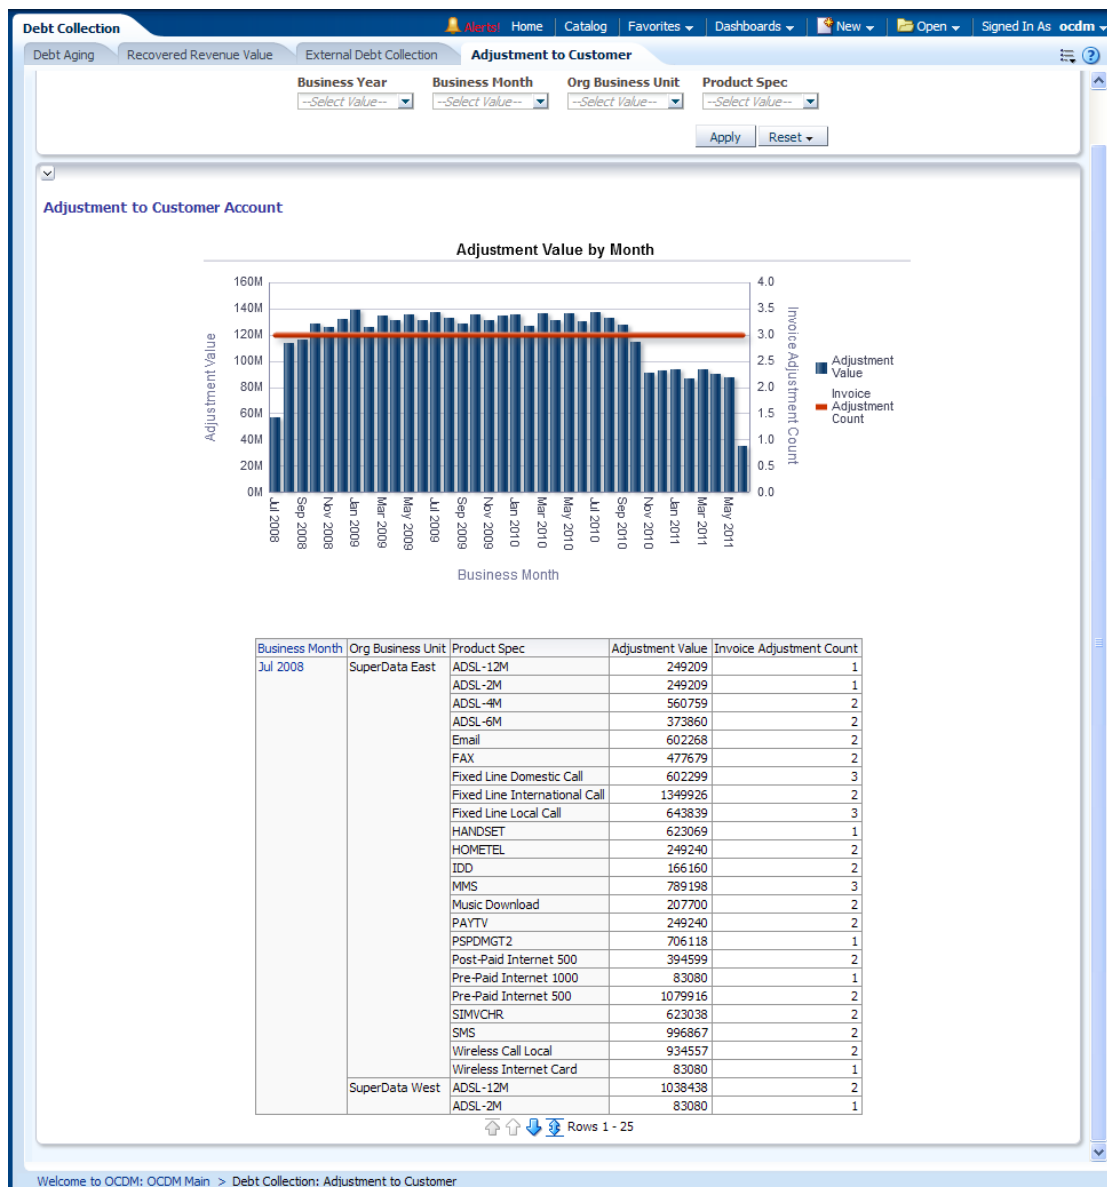 Debt Collection
Alerts! Home Catalog Favorites Dashboards New Open Signed In As ocdm
Debt Aging Recovered Revenue Value External Debt Collection Adjustment to Customer
Business Year Business Month Org Business Unit Product Spec
--Select Value-- --Select Value-- --Select Value-- --Select Value--
Apply Reset
Adjustment to Customer Account
Adjustment Value by Month
160M 4.0
140M 3.5
120M 3.0
100M 2.5
80M 2.0
60M 1.5
40M 1.0
20M 0.5
0M 0.0
Adjustment Value
Invoice Adjustment Count
Adjustment
Value
Invoice
Adjustment
Count
Jul 2008 Sep 2008 Nov 2008 Jan 2009 Mar 2009 May 2009 Jul 2009 Sep 2009 Nov 2009 Jan 2010 Mar 2010 May 2010 Jul 2010 Sep 2010 Nov 2010 Jan 2011 Mar 2011 May 2011
Business Month
Business Month Org Business Unit Product Spec Adjustment Value Invoice Adjustment Count
Jul 2008 SuperData East ADSL-12M 249209 1
ADSL-2M 249209 1
ADSL-4M 560759 2
ADSL-6M 373860 2
Email 602268 2
FAX 477679 2
Fixed Line Domestic Call 602299 3
Fixed Line International Call 1349926 2
Fixed Line Local Call 643839 3
HANDSET 623069 1
HOMETEL 249240 2
IDD 166160 2
MMS 789198 3
Music Download 207700 2
PAYTV 249240 2
PSPDMGT2 706118 1
Post-Paid Internet 500 394599 2
Pre-Paid Internet 1000 83080 1
Pre-Paid Internet 500 1079916 2
SIMVCHR 623038 2
SMS 996867 2
Wireless Call Local 934557 2
Wireless Internet Card 83080 1
SuperData West ADSL-12M 1038438 2
ADSL-2M 83080 1
Rows 1 - 25
Welcome to OCDM: OCDM Main > Debt Collection: Adjustment to Customer